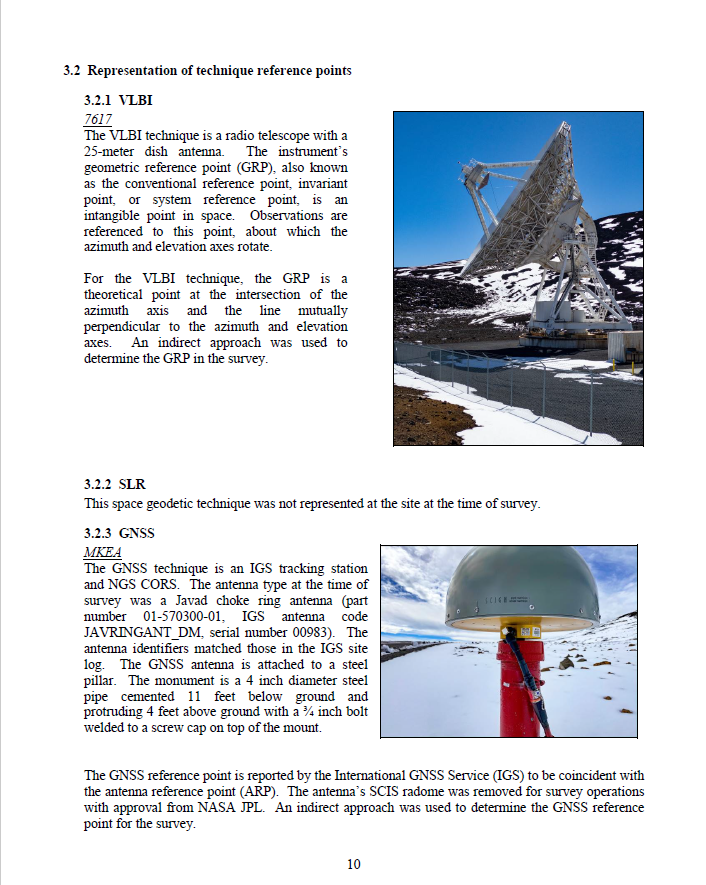 3.2 Representation of technique reference points
3.2.1 VLBI
7617
The VLBI technique is a radio telescope with a
25-meter dish antenna. The instrument's
geometric reference point (GRP), also known
as the conventional reference point, invariant
point, or system reference point, is an
intangible point in space. Observations are
referenced to this point, about which the
azimuth and elevation axes rotate.
For the VLBI technique, the GRP is a
theoretical point at the intersection of the
azimuth axis and the line mutually
perpendicular to the azimuth and elevation
axes. An indirect approach was used to
determine the GRP in the survey.
3.2.2 SLR
This space geodetic technique was not represented at the site at the time of survey.
3.2.3 GNSS
MKEA
The GNSS technique is an IGS tracking station
and NGS CORS. The antenna type at the time of
survey was a Javad choke ring antenna (part
number 01-570300-01, IGS antenna code
JAVRINGANT_DM, serial number 00983). The
antenna identifiers matched those in the IGS site
log. The GNSS antenna is attached to a steel
pillar. The monument is a 4 inch diameter steel
pipe cemented 11 feet below ground and
protruding 4 feet above ground with a ¾ inch bolt
welded to a screw cap on top of the mount.
The GNSS reference point is reported by the International GNSS Service (IGS) to be coincident with
the antenna reference point (ARP). The antenna's SCIS radome was removed for survey operations
with approval from NASA JPL. An indirect approach was used to determine the GNSS reference
point for the survey.
10